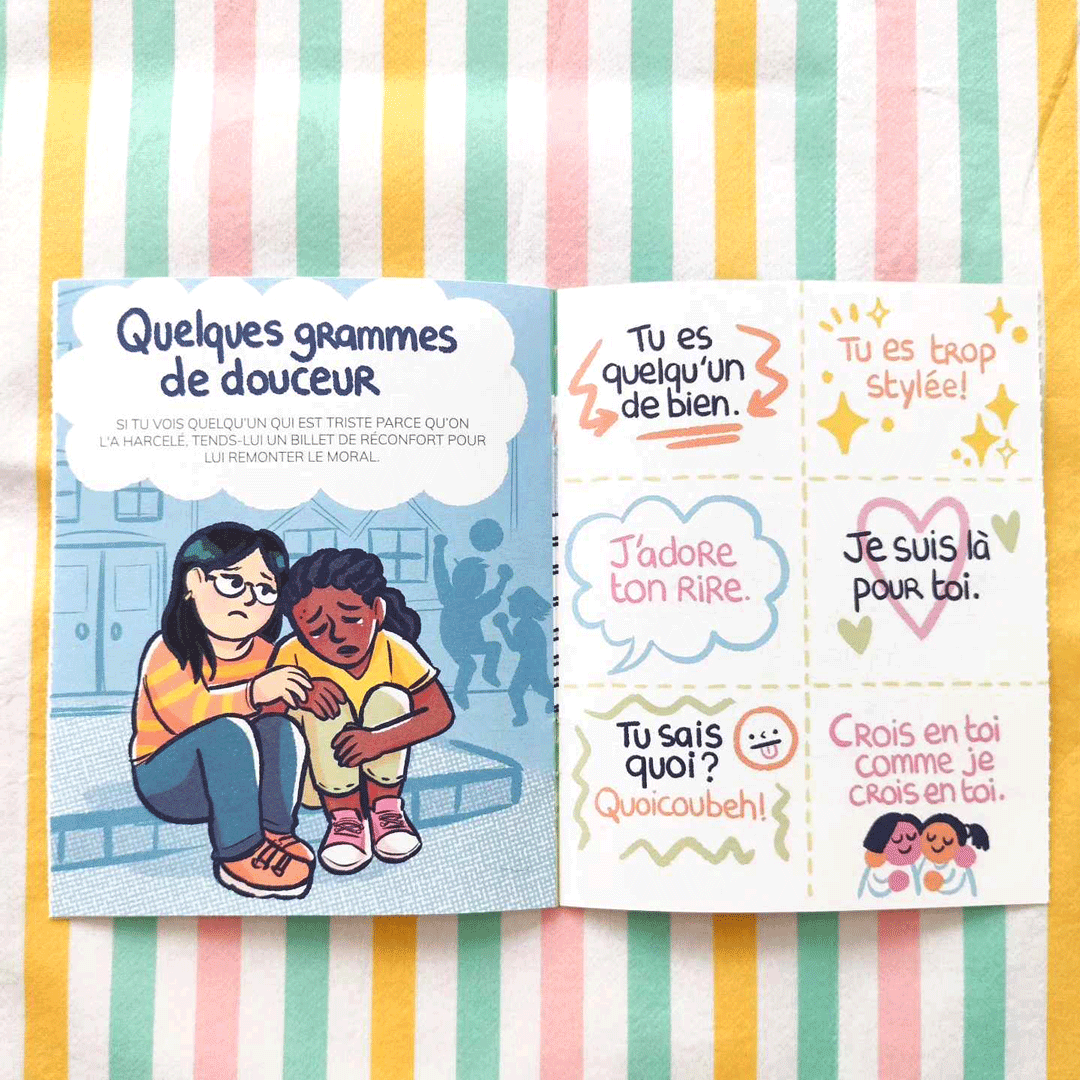 Quelques grammes
de douceur
SI TU VOIS QUELQU'UN QUI EST TRISTE PARCE QU'ON
L'A HARCELÉ, TENDS-LUI UN BILLET DE RÉCONFORT POUR
LUI REMONTER LE MORAL.
Tu es
quelqu'un
de bien.
Tu es trop
stylée!
J'adore
ton rire.
Je suis là
pour toi.
Tu sais
quoi?
Quoicoubeh!
Crois en toi
comme je
crois en toi.